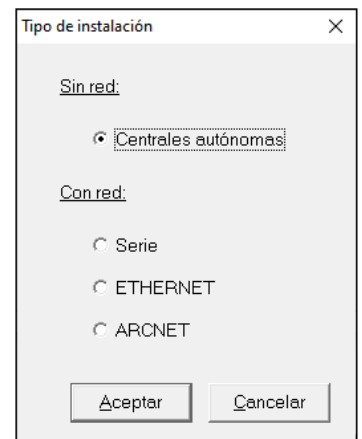 Tipo de instalación
Sin red:
Centrales autónomas
Con red:
Serie
ETHERNET
ARCNET
Aceptar Cancelar